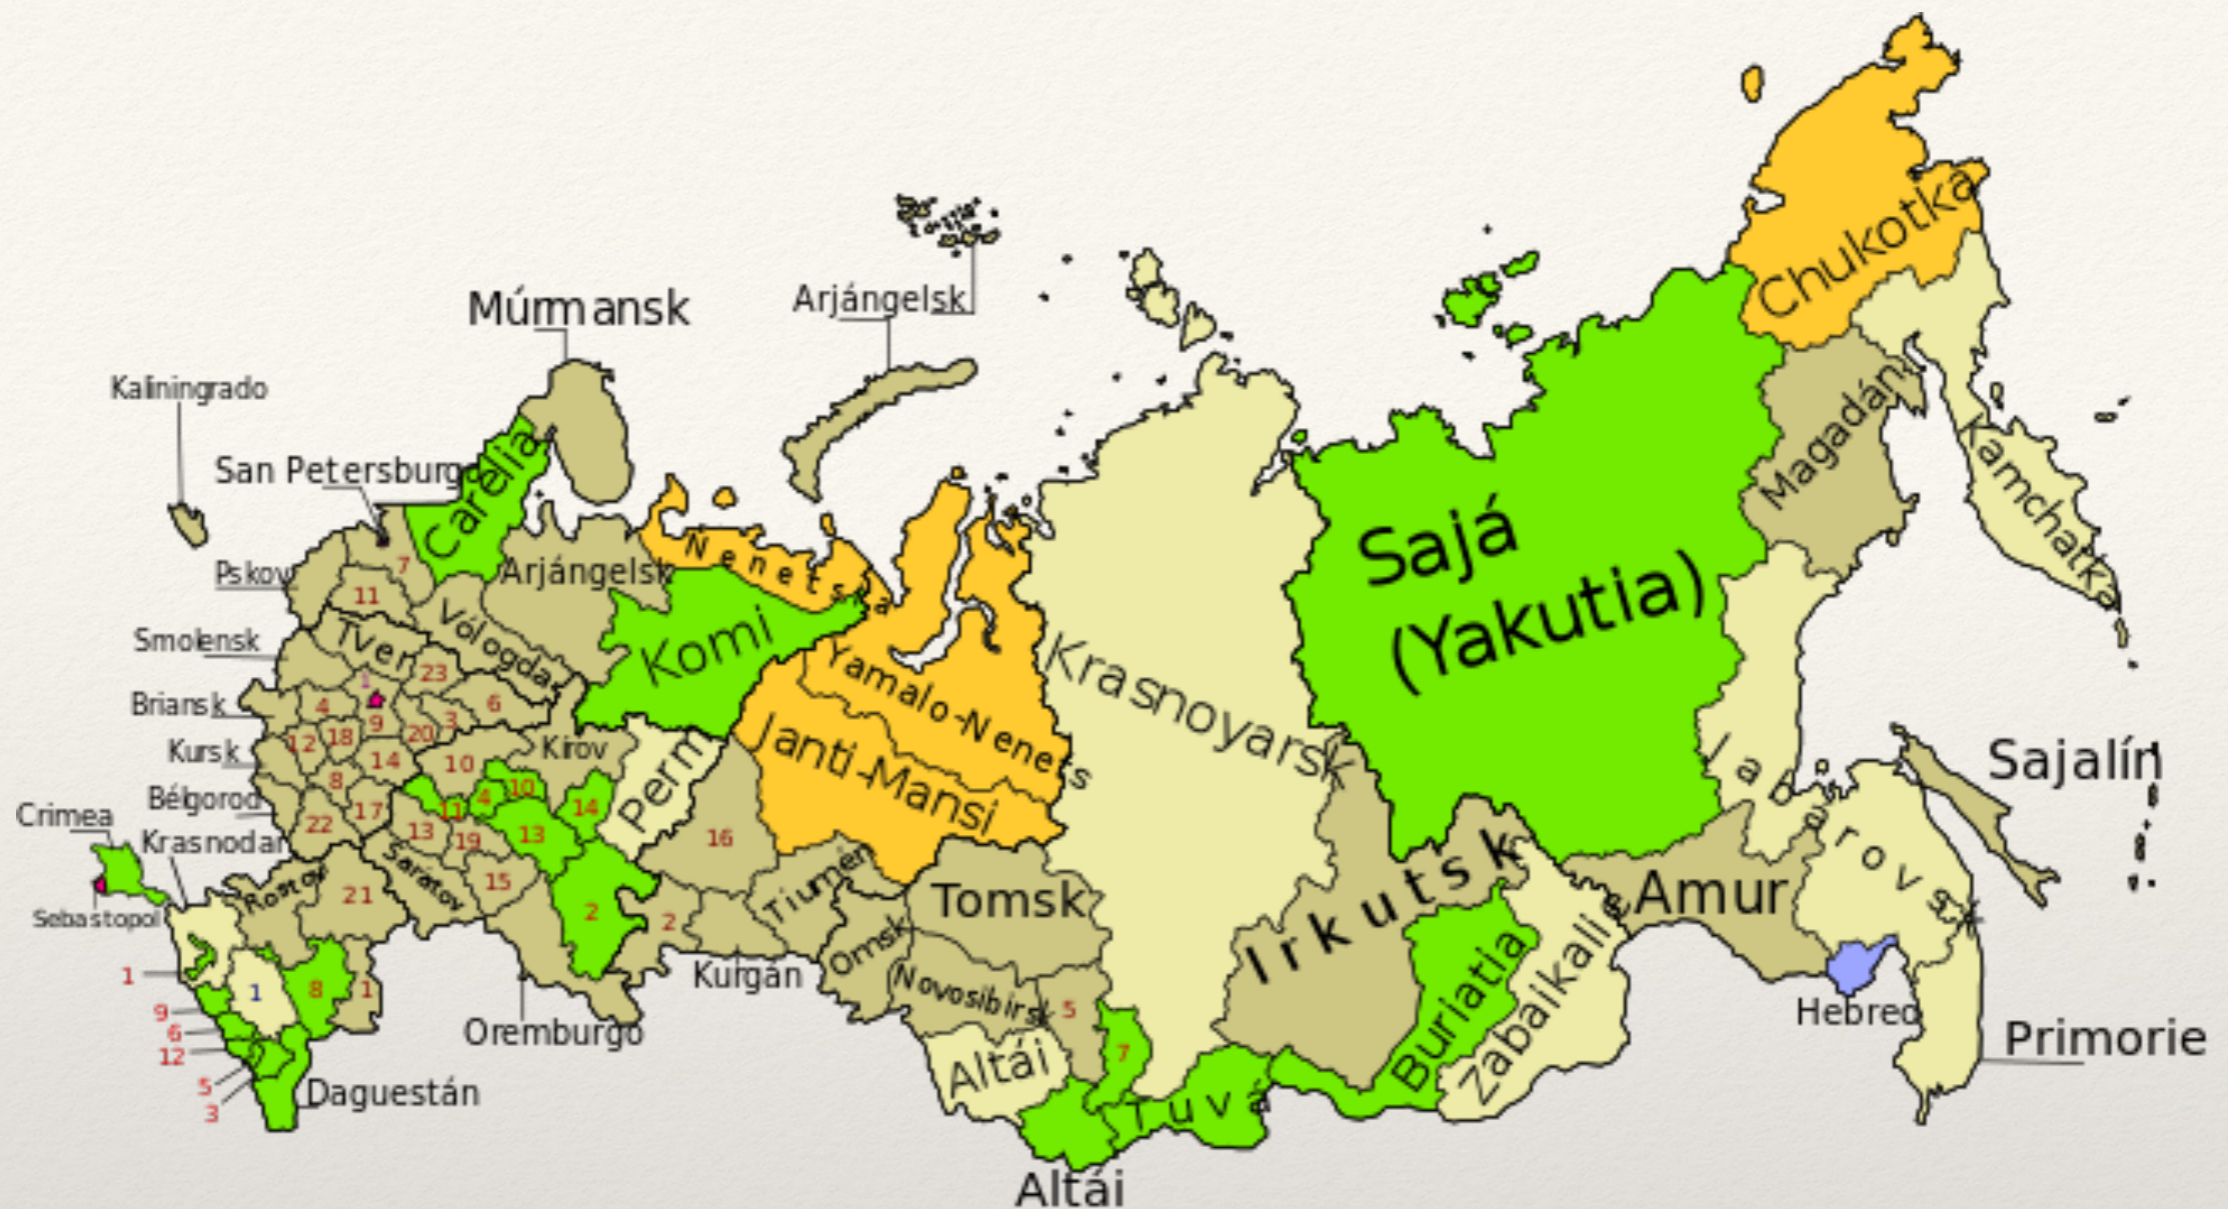 Chukotka
Múrmansk
Arjángelsk
Kaliningrado
San Petersburgo
Carelia
Magadán
Kamchatka
Sajá
(Yakutia)
Nenetsia
Pskov
7
Arjángelsk
11
Komi
Smolensk
Tver
Vólogda
23
1
Yamalo-Nenets
Krasnoyarsk
Briansk
4
9
20
3
6
Janti-Mansi
Kursk
12
18
14
10
Kírov
Perm
Sajalín
Jabárovsk
8
Bélgorod
22
17
11
4
10
14
13
19
13
16
Crimea
Krasnodar
Rostov
Sarátov
15
21
2
2
Tiumén
Tomsk
Irkutsk
Amur
Sebastopol
Omsk
Kurgán
Novosibirsk
5
Buriatia
Zabaikalie
1
1
8
1
Oremburgo
Hebreo
9
6
12
5
3
Altái
7
Tuvá
Primorie
Daguestán
Altái